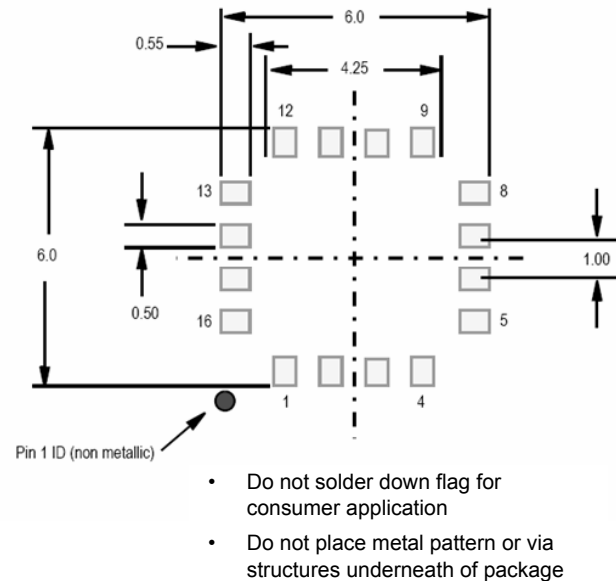 6.0
0.55
4.25
12 9
13 8
6.0 1.00
0.50
16 5
1 4
Pin 1 ID (non metallic)
• Do not solder down flag for
consumer application
• Do not place metal pattern or via
structures underneath of package